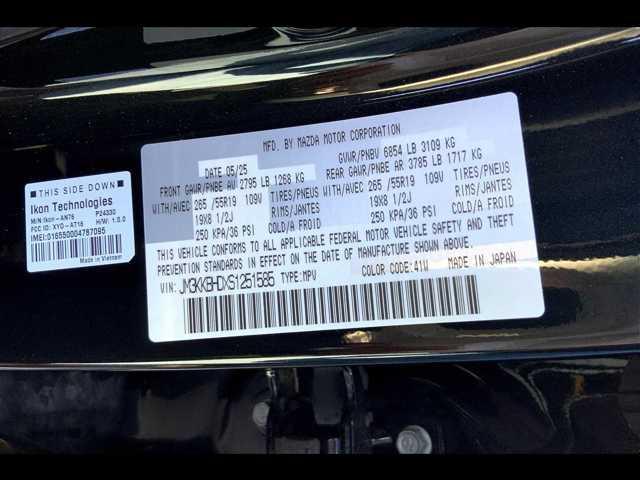 THIS SIDE DOWN
Ikon Technologies
M/N:Ikon-AN76 P24330
FCC ID: XYO-AT16 H/W: 1.0.0
IMEI:016550004787095
Made in Vietnam
MFD. BY MAZDA MOTOR CORPORATION
DATE 05/25 GVWR/PNBV 6854 LB 3109 KG
FRONT GAWR/PNBE AV 2795 LB 1268 KG REAR GAWR/PNBE AR 3785 LB 1717 KG
WITH/AVEC 265 /55R19 109W TIRES/PNEUS WITH/AVEC 265 /55R19 109W TIRES/PNEUS
19X8 1/2J RIMS/JANTES 19X8 1/2J RIMS/JANTES
250 KPA/36 PSI COLD/A FROID 250 KPA/36 PSI COLD/A FROID
THIS VEHICLE CONFORMS TO ALL APPLICABLE FEDERAL MOTOR VEHICLE SAFETY AND THEFT
PREVENTION STANDARDS IN EFFECT ON THE DATE OF MANUFACTURE SHOWN ABOVE.
VIN: JM3KKBHDXS1251585 TYPE:MPV COLOR CODE:41W MADE IN JAPAN